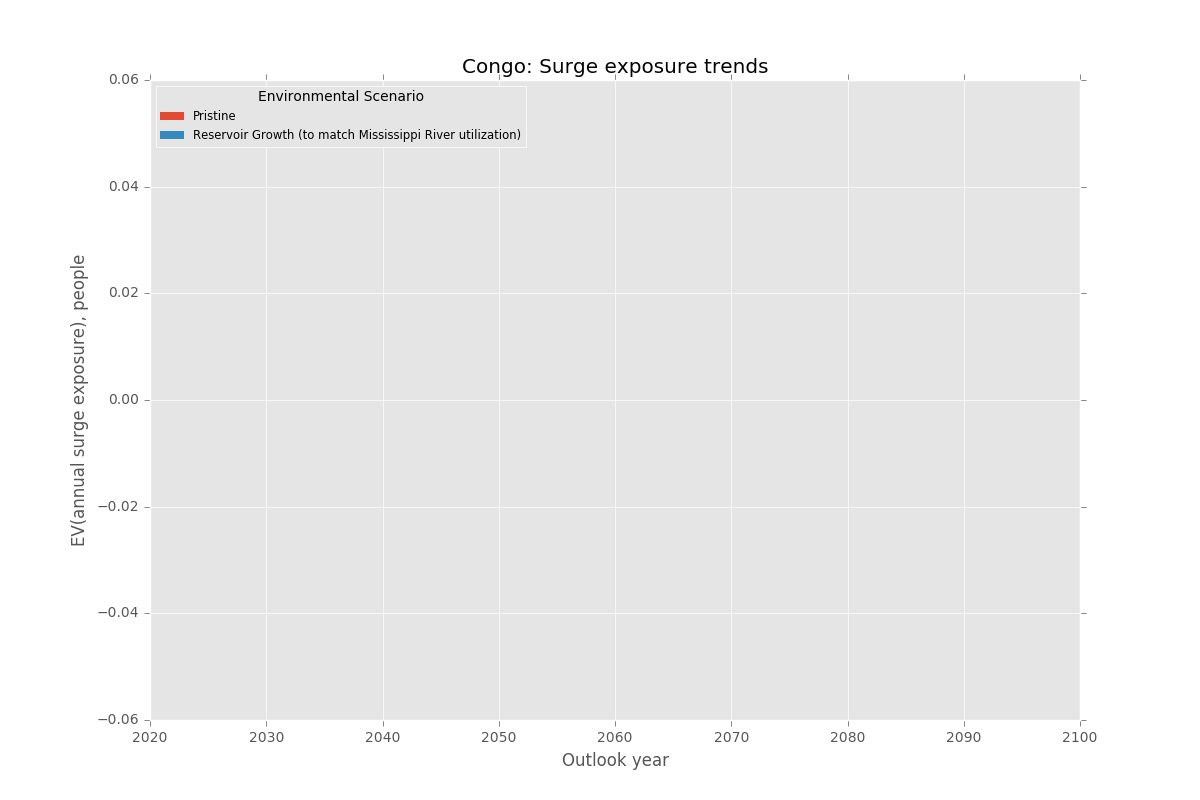 Congo: Surge exposure trends
Environmental Scenario
Pristine
Reservoir Growth (to match Mississippi River utilization)
0.06
0.04
0.02
0.00
−0.02
−0.04
−0.06
EV(annual surge exposure), people
2020 2030 2040 2050 2060 2070 2080 2090 2100
Outlook year